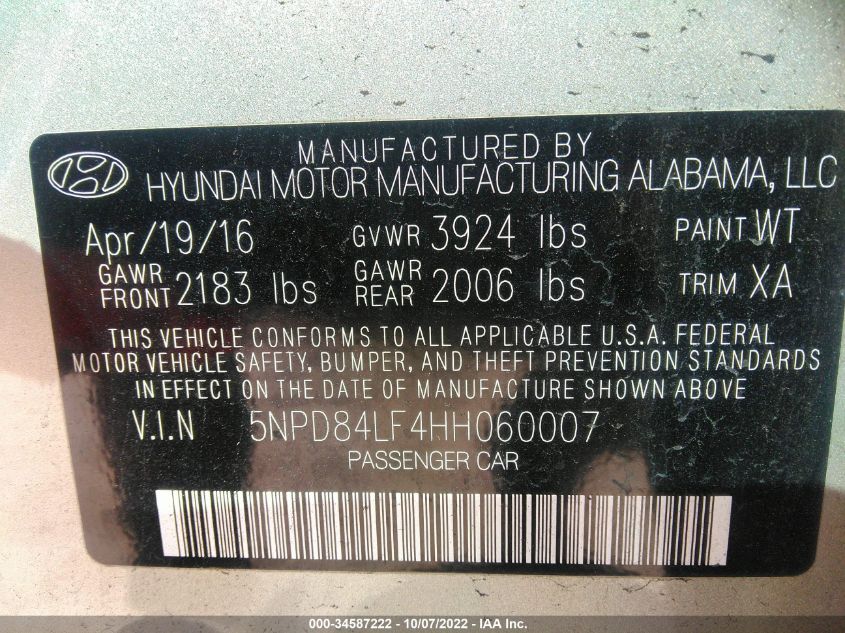 MANUFACTURED BY
HYUNDAI MOTOR MANUFACTURING ALABAMA, LLC
Apr/19/16 GVWR 3924 lbs PAINT WT
GAWR FRONT 2183 lbs GAWR REAR 2006 lbs TRIM XA
THIS VEHICLE CONFORMS TO ALL APPLICABLE U.S.A. FEDERAL
MOTOR VEHICLE SAFETY, BUMPER, AND THEFT PREVENTION STANDARDS
IN EFFECT ON THE DATE OF MANUFACTURE SHOWN ABOVE
V.I.N 5NPD84LF4HH060007
PASSENGER CAR
000-34587222 - 10/07/2022 - IAA Inc.